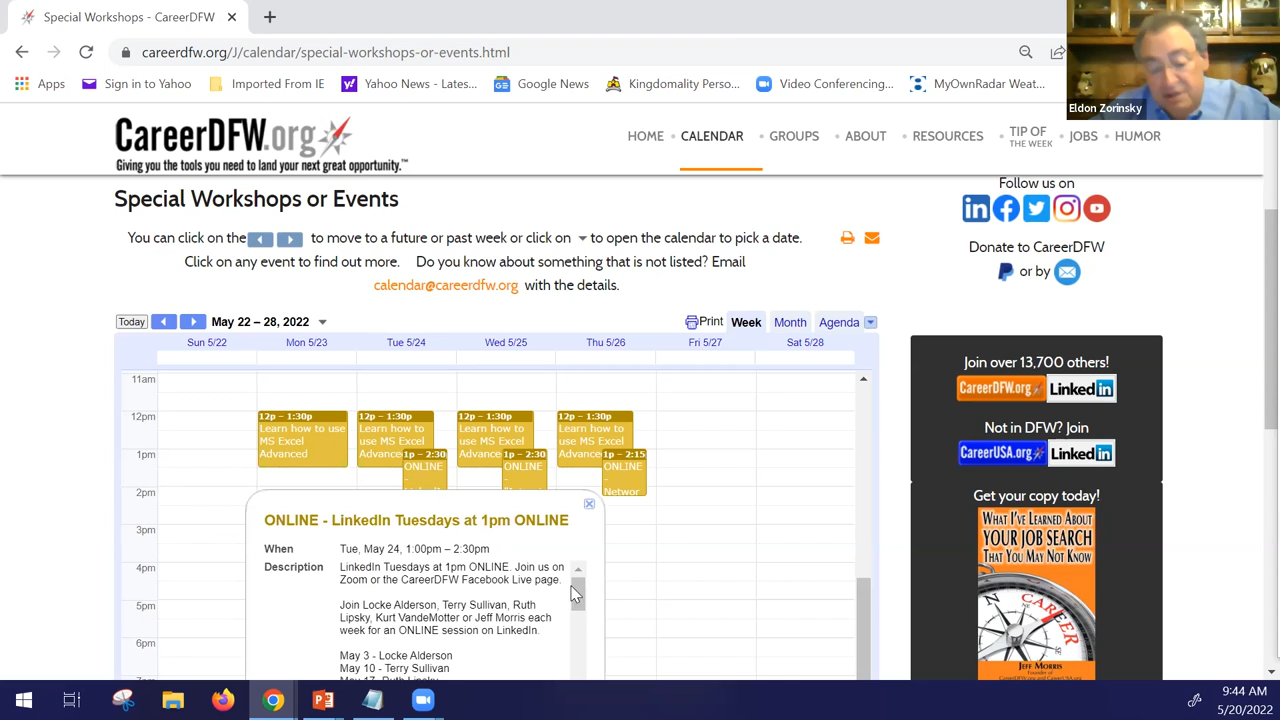 Special Workshops - CareerDFW
careerdfw.org/J/calendar/special-workshops-or-events.html
Apps
Sign in to Yahoo
Imported From IE
Yahoo News - Lates...
Google News
Kingdomality Perso...
Video Conferencing...
MyOwnRadar Weat...
Eldon Zorinsky
CareerDFW.org
Giving you the tools you need to land your next great opportunity.™
HOME
CALENDAR
GROUPS
ABOUT
RESOURCES
TIP OF
THE WEEK
JOBS
HUMOR
Special Workshops or Events
You can click on the to move to a future or past week or click on to open the calendar to pick a date.
Click on any event to find out more. Do you know about something that is not listed? Email
calendar@careerdfw.org with the details.
Follow us on
Donate to CareerDFW
or by
Today
May 22 – 28, 2022
Print
Week
Month
Agenda
Sun 5/22
Mon 5/23
Tue 5/24
Wed 5/25
Thu 5/26
Fri 5/27
Sat 5/28
11am
12pm
1pm
2pm
3pm
4pm
5pm
6pm
12p – 1:30p
Learn how to use
MS Excel
Advanced
12p – 1:30p
Learn how to
use MS Excel
Advance
1p – 2:30
ONLINE
-
12p – 1:30p
Learn how to
use MS Excel
Advance
1p – 2:30
ONLINE
-
12p – 1:30p
Learn how to
use MS Excel
Advance
1p – 2:15
ONLINE
-
Networ
ONLINE - LinkedIn Tuesdays at 1pm ONLINE
When
Tue, May 24, 1:00pm – 2:30pm
Description
LinkedIn Tuesdays at 1pm ONLINE. Join us on
Zoom or the CareerDFW Facebook Live page.
Join Locke Alderson, Terry Sullivan, Ruth
Lipsky, Kurt VandeMotter or Jeff Morris each
week for an ONLINE session on LinkedIn.
May 3 - Locke Alderson
May 10 - Terry Sullivan
May 17 - Ruth Lipsky
Join over 13,700 others!
CareerDFW.org Linked in
Not in DFW? Join
CareerUSA.org Linked in
Get your copy today!
WHAT I'VE LEARNED ABOUT
YOUR JOB SEARCH
THAT YOU MAY NOT KNOW
CAREER
JEFF MORRIS
Founder of
CareerDFW.org and CareerUSA.org
9:44 AM
5/20/2022